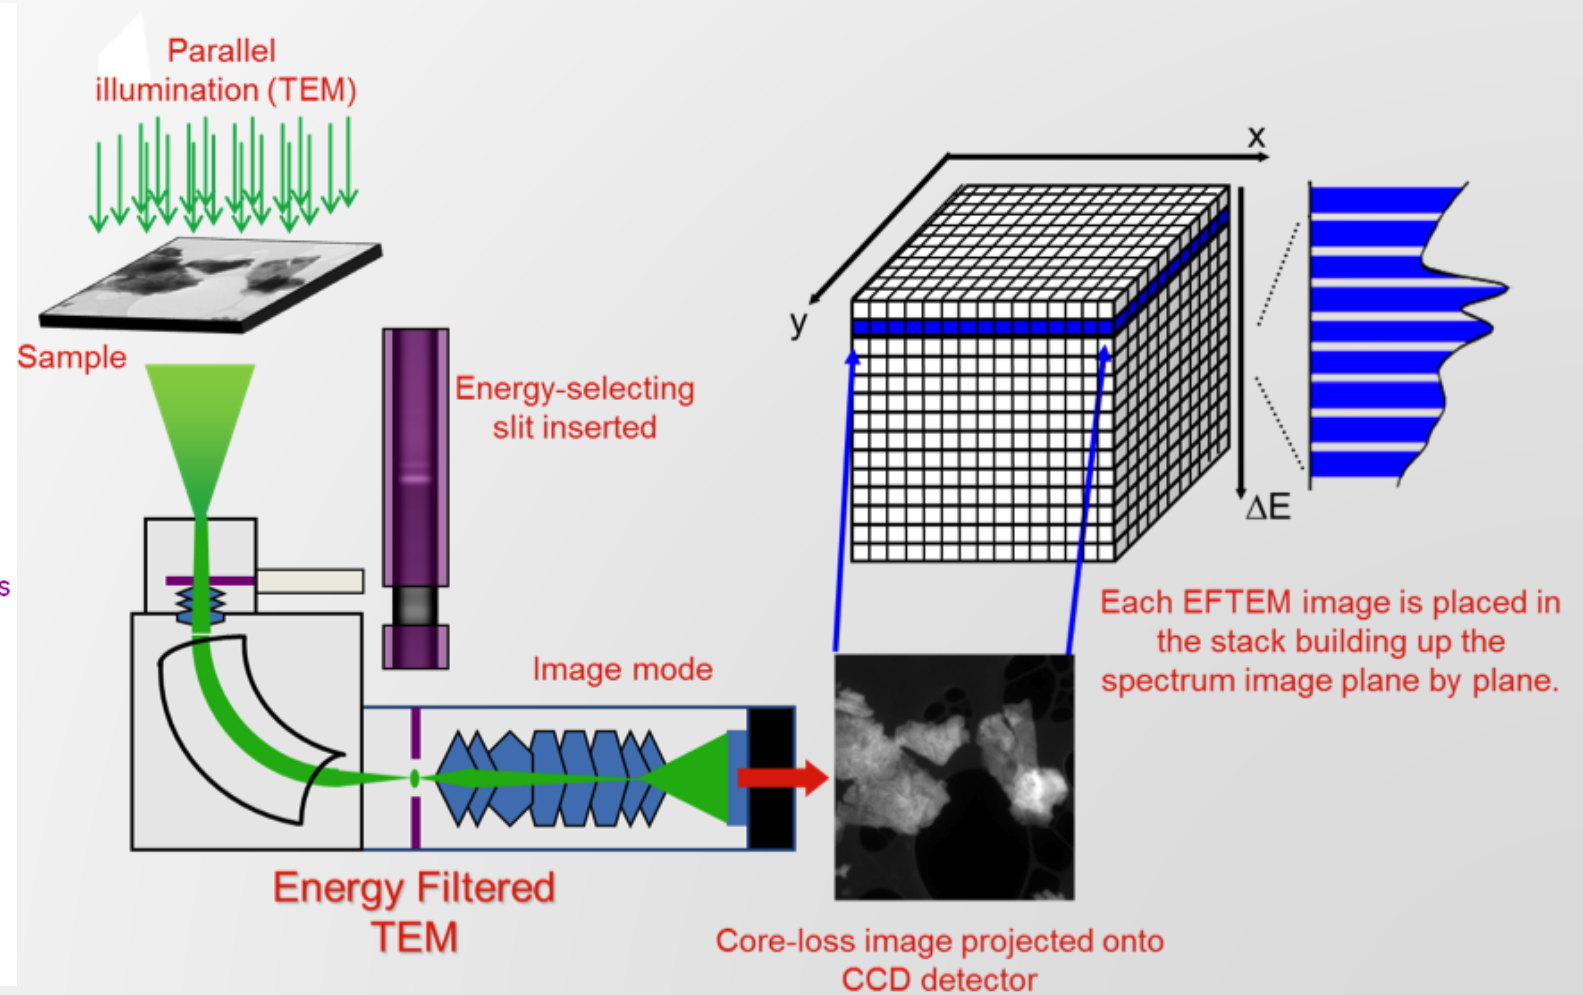 Parallel
illumination (TEM)
Sample
Energy-selecting
slit inserted
s
Image mode
Energy Filtered
TEM
x
y
ΔE
Each EFTEM image is placed in
the stack building up the
spectrum image plane by plane.
Core-loss image projected onto
CCD detector